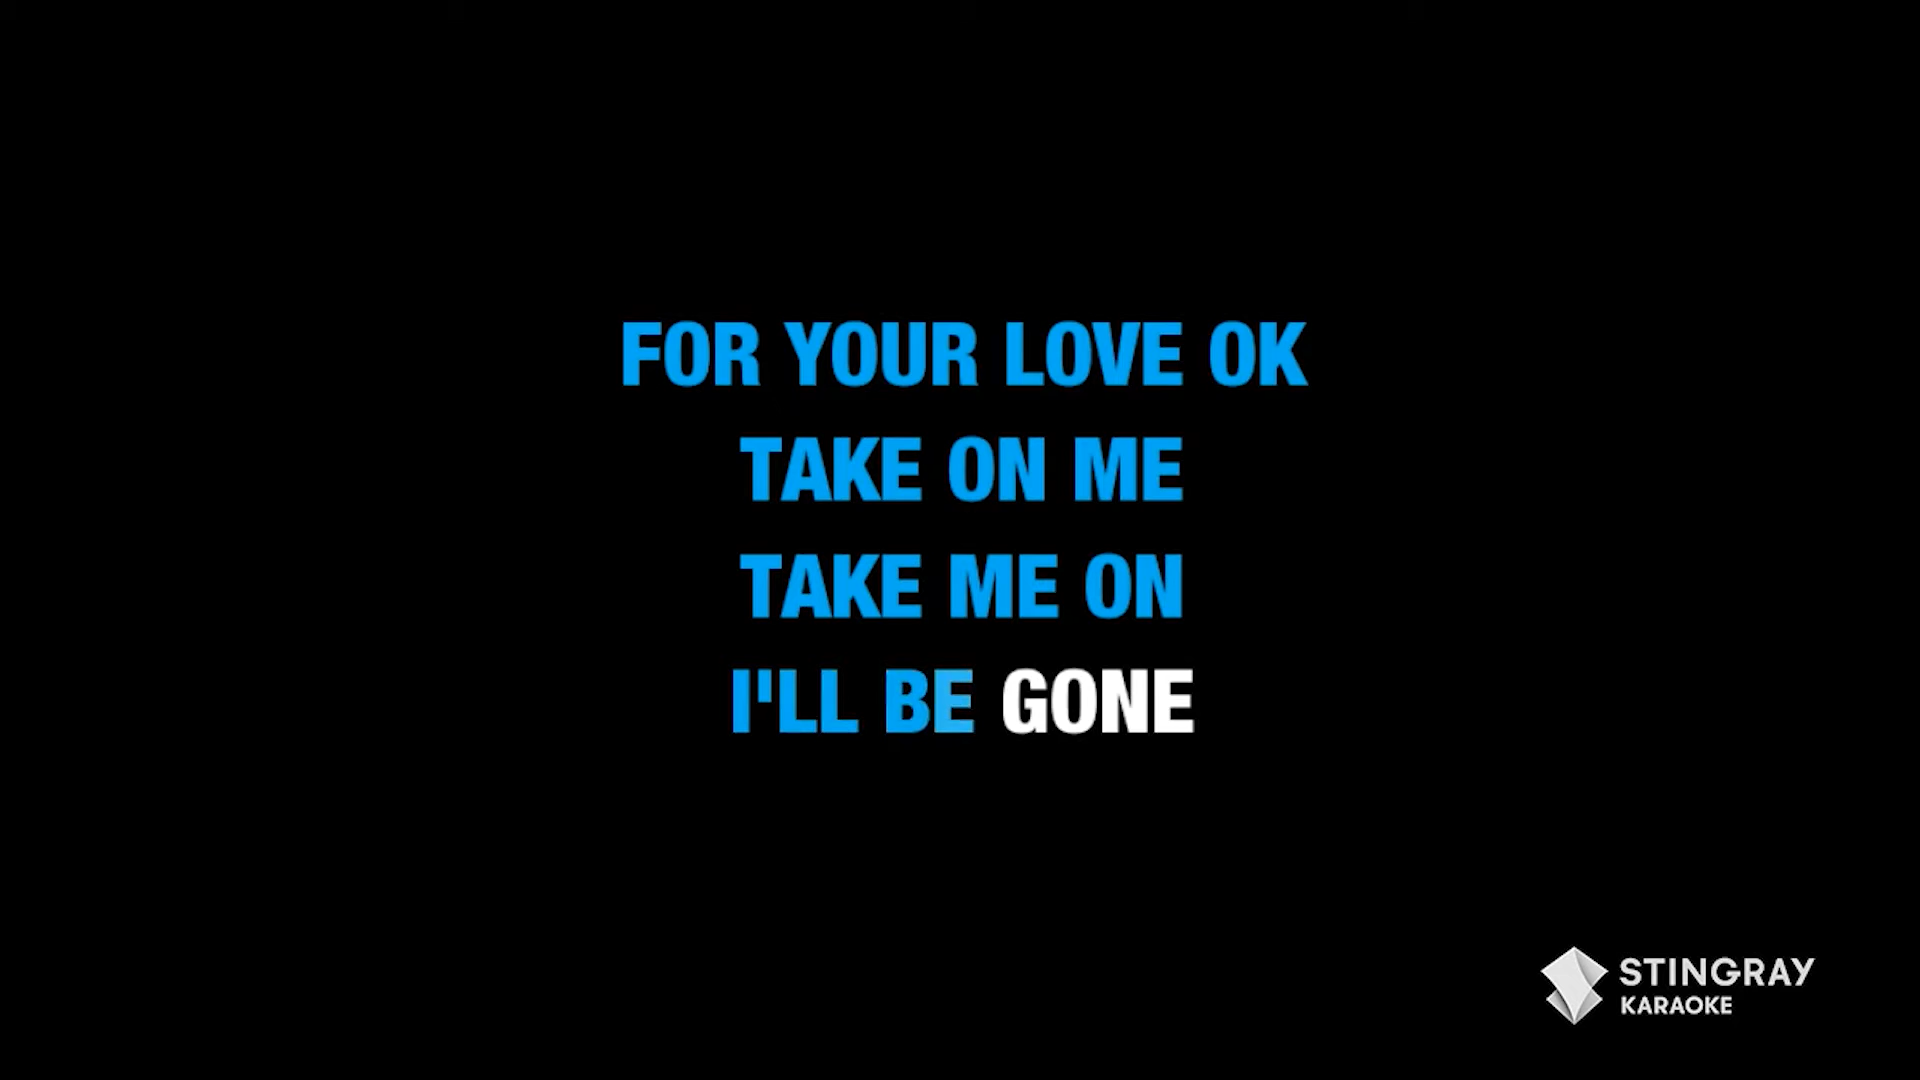 FOR YOUR LOVE OK
TAKE ON ME
TAKE ME ON
I'LL BE GONE
STINGRAY
KARAOKE